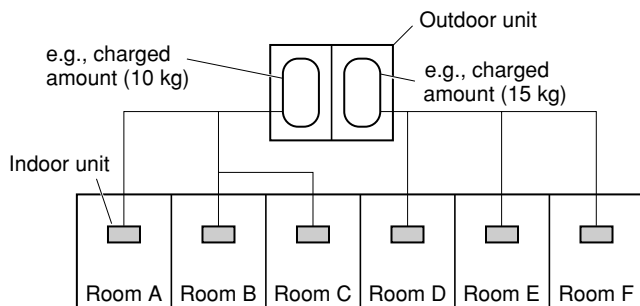 Outdoor unit
e.g., charged
amount (10 kg)
e.g., charged
amount (15 kg)
Indoor unit
Room A
Room B
Room C
Room D
Room E
Room F